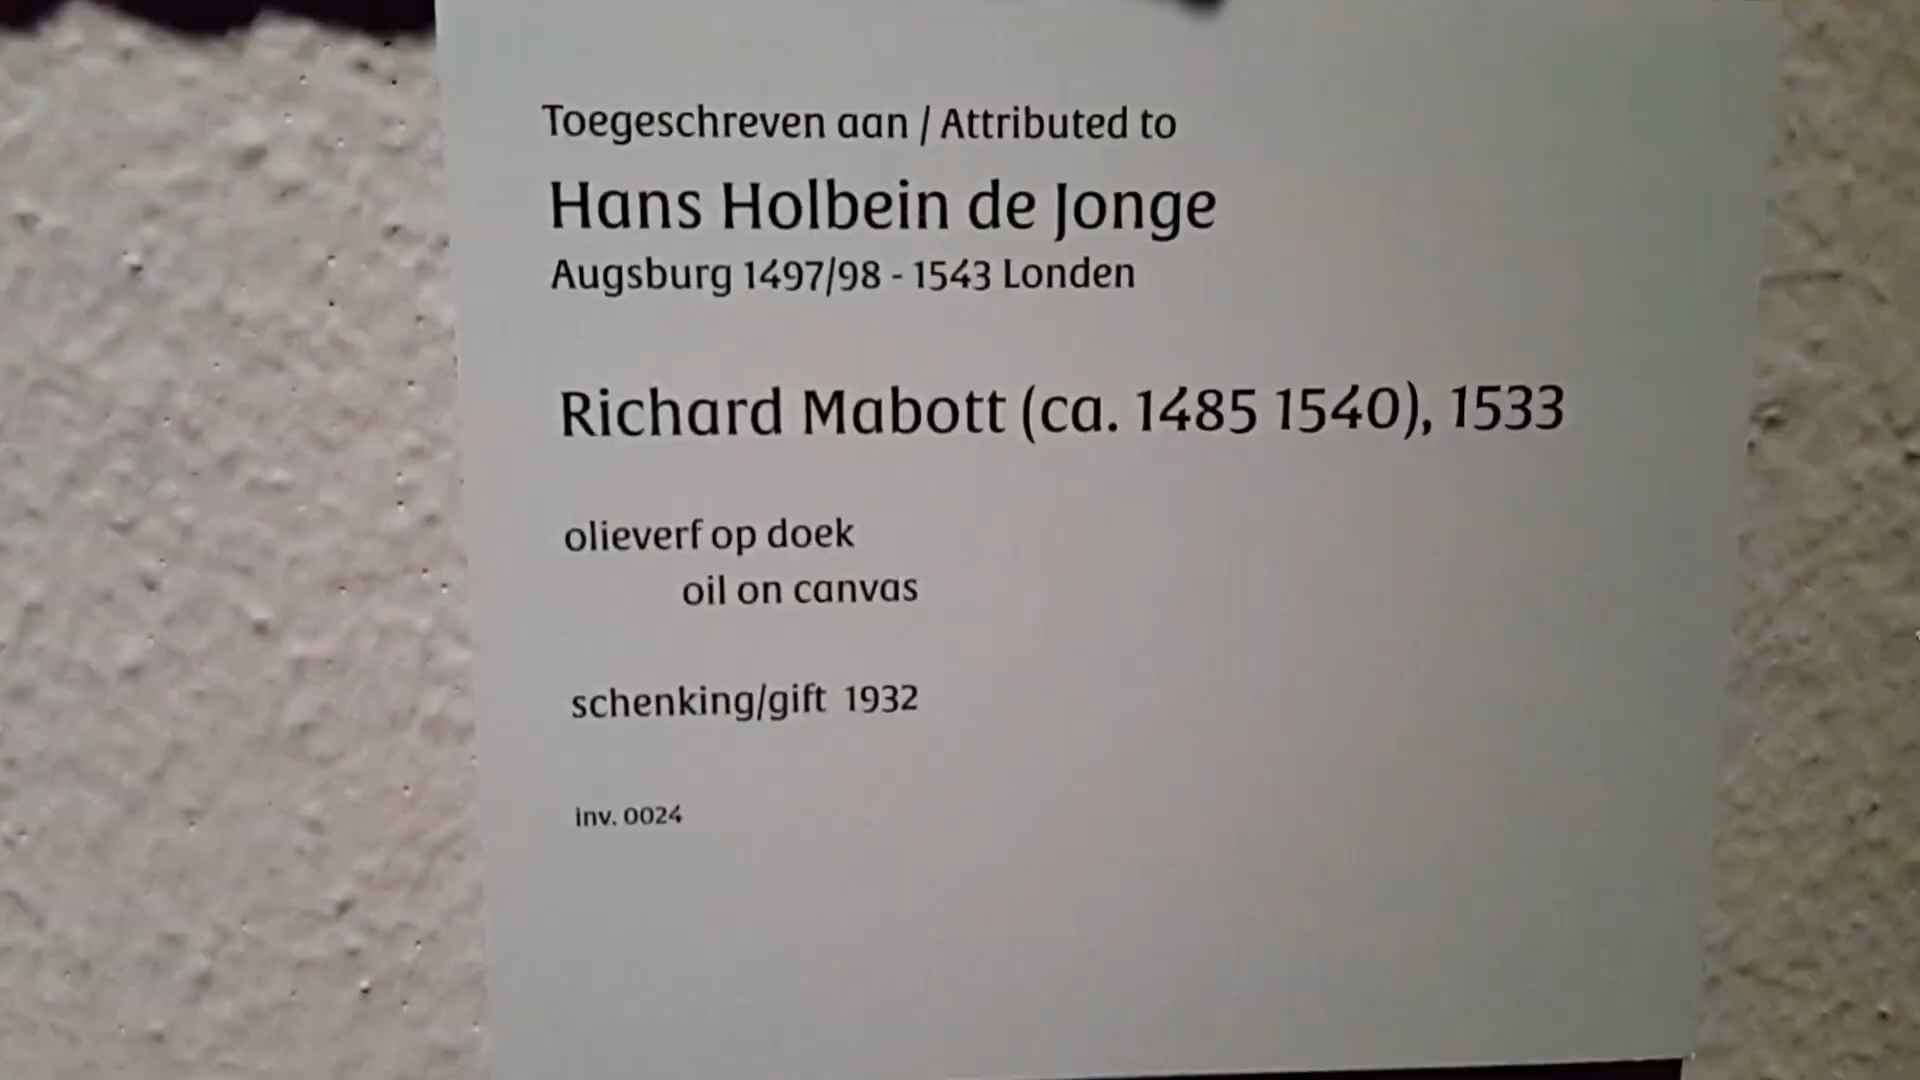 Toegeschreven aan / Attributed to
Hans Holbein de Jonge
Augsburg 1497/98 - 1543 Londen
Richard Mabott (ca. 1485 1540), 1533
olieverf op doek
oil on canvas
schenking/gift 1932
inv. 0024